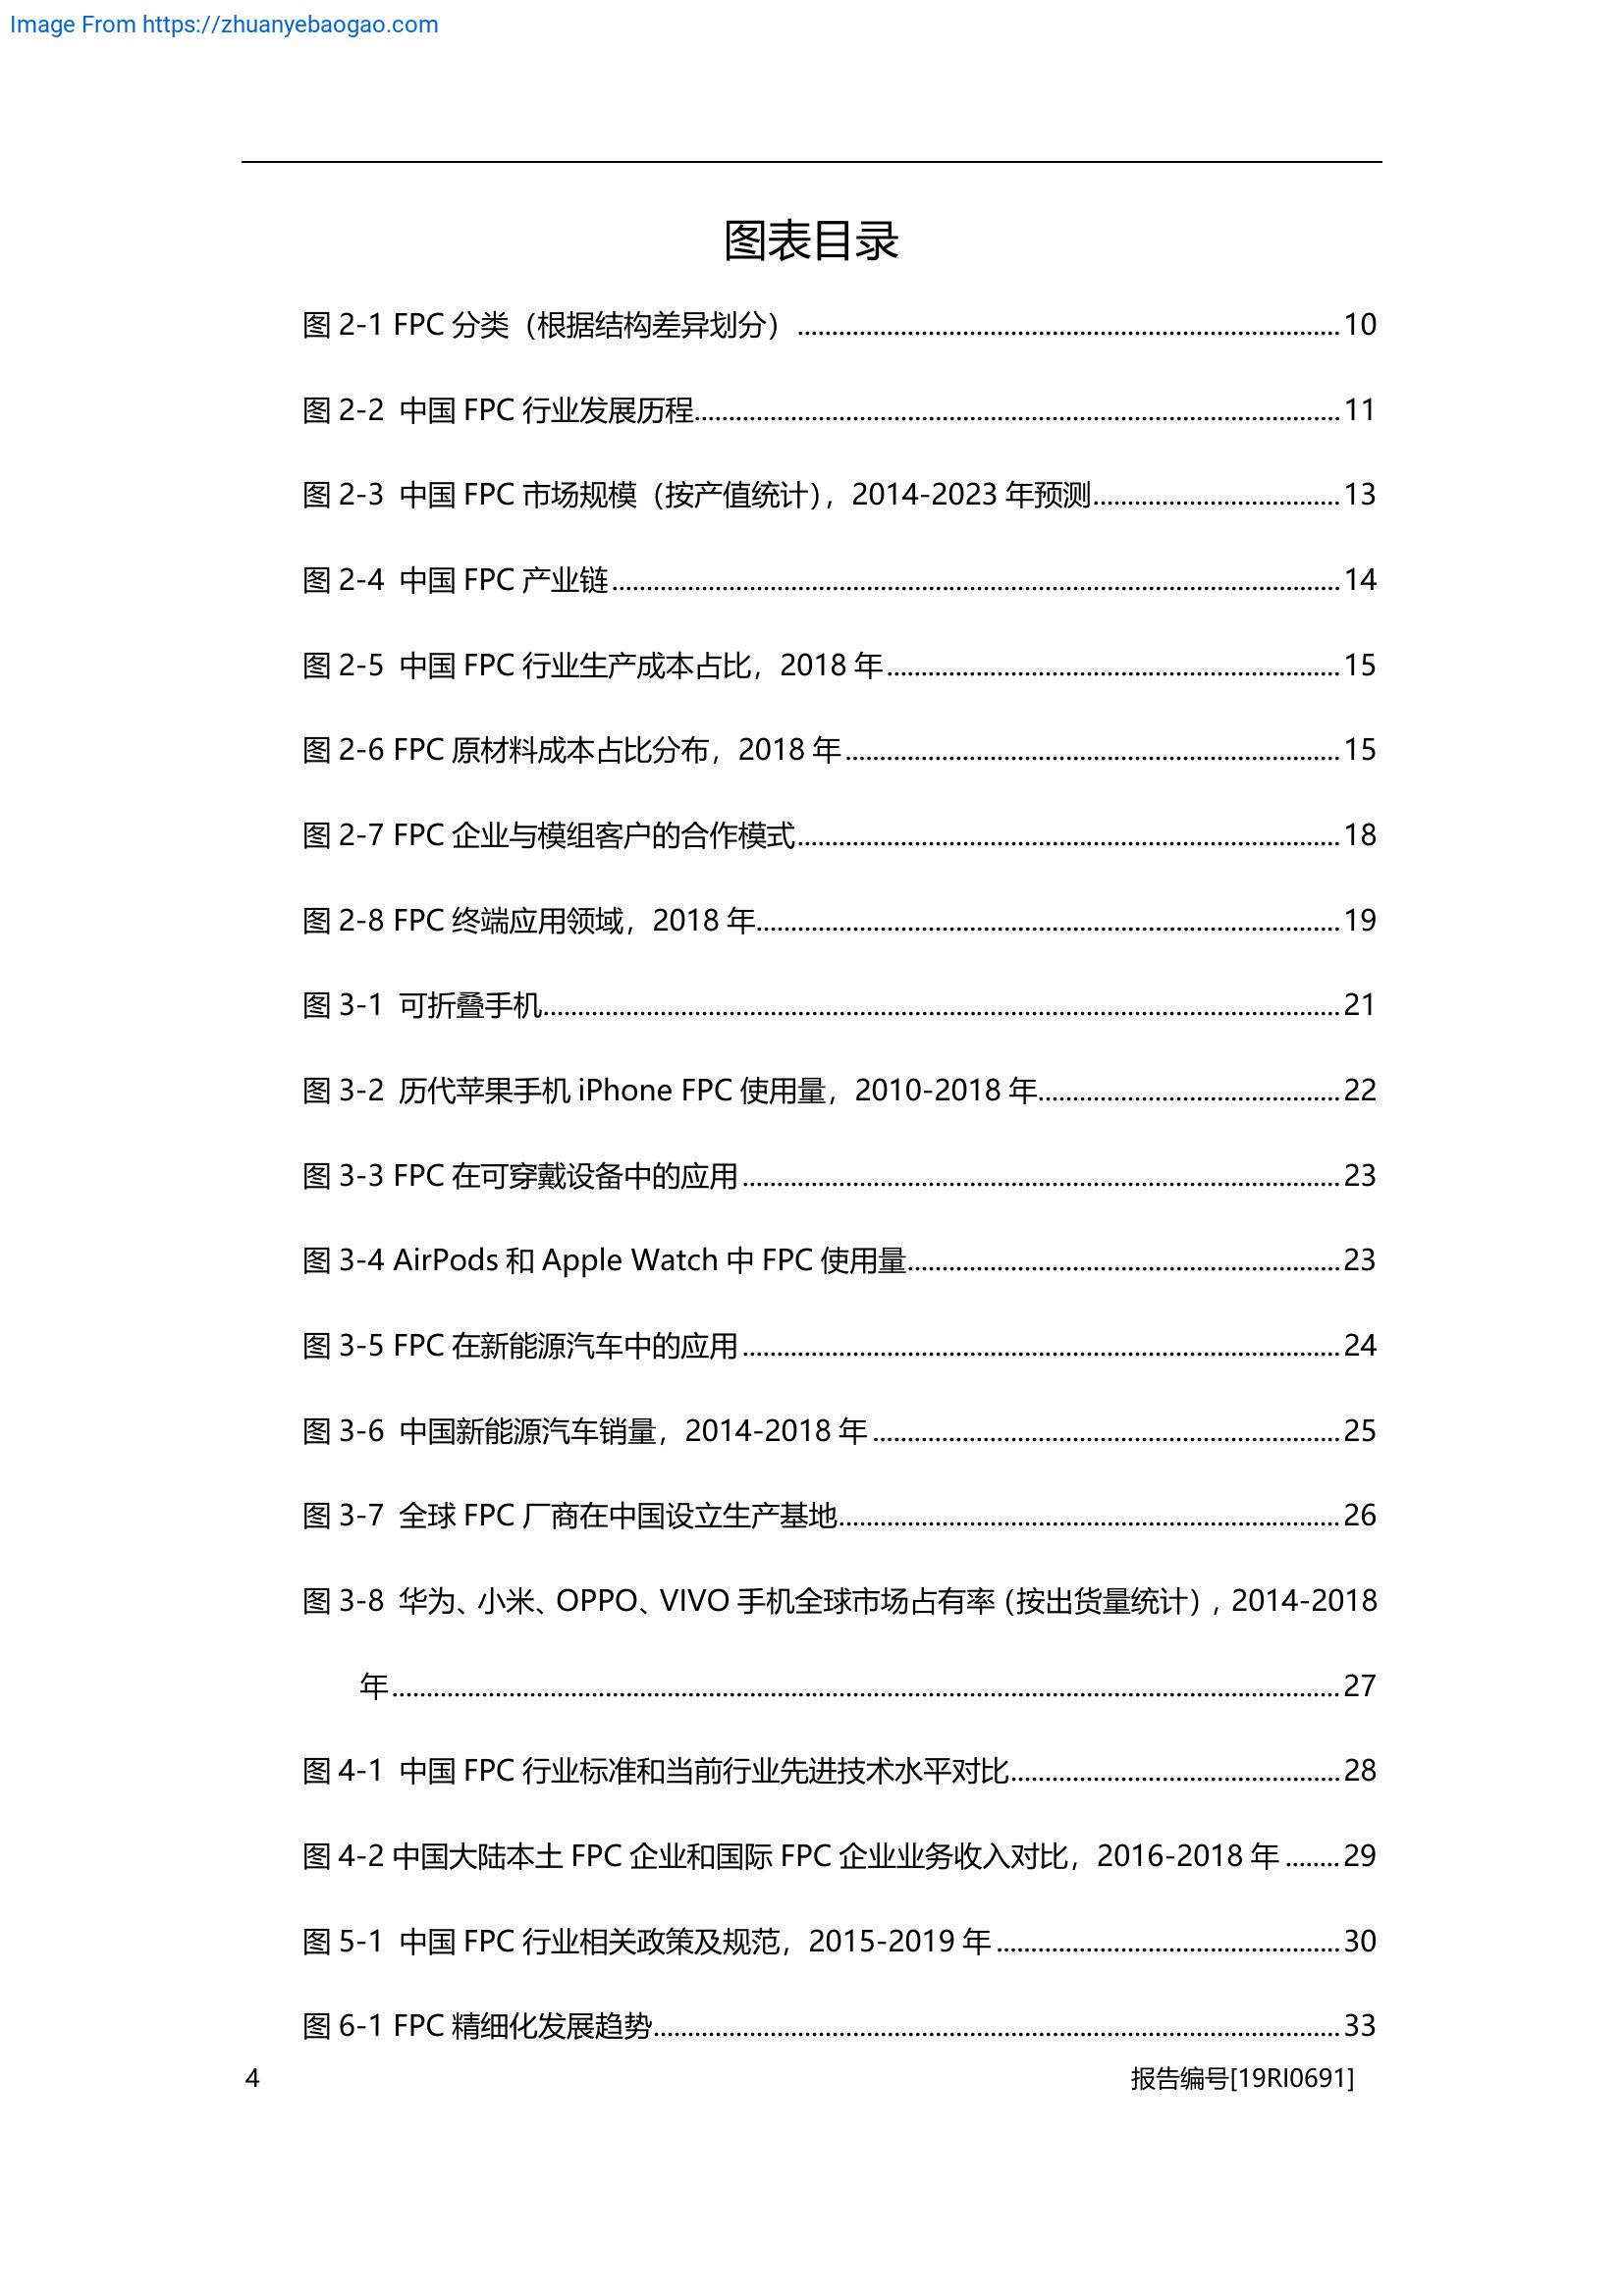 Image From https://zhuanyebaogao.com
图表目录
图 2-1 FPC 分类（根据结构差异划分） ........................................ 10
图 2-2 中国 FPC 行业发展历程........................................ 11
图 2-3 中国 FPC 市场规模（按产值统计），2014-2023 年预测........................................ 13
图 2-4 中国 FPC 产业链 ........................................ 14
图 2-5 中国 FPC 行业生产成本占比，2018 年 ........................................ 15
图 2-6 FPC 原材料成本占比分布，2018 年 ........................................ 15
图 2-7 FPC 企业与模组客户的合作模式........................................ 18
图 2-8 FPC 终端应用领域，2018 年........................................ 19
图 3-1 可折叠手机........................................ 21
图 3-2 历代苹果手机 iPhone FPC 使用量，2010-2018 年........................................ 22
图 3-3 FPC 在可穿戴设备中的应用 ........................................ 23
图 3-4 AirPods 和 Apple Watch 中 FPC 使用量........................................ 23
图 3-5 FPC 在新能源汽车中的应用 ........................................ 24
图 3-6 中国新能源汽车销量，2014-2018 年 ........................................ 25
图 3-7 全球 FPC 厂商在中国设立生产基地........................................ 26
图 3-8 华为、小米、OPPO、VIVO 手机全球市场占有率（按出货量统计），2014-2018
年 ........................................ 27
图 4-1 中国 FPC 行业标准和当前行业先进技术水平对比........................................ 28
图 4-2 中国大陆本土 FPC 企业和国际 FPC 企业业务收入对比，2016-2018 年 ........ 29
图 5-1 中国 FPC 行业相关政策及规范，2015-2019 年 ........................................ 30
图 6-1 FPC 精细化发展趋势........................................ 33
4 报告编号[19RI0691]